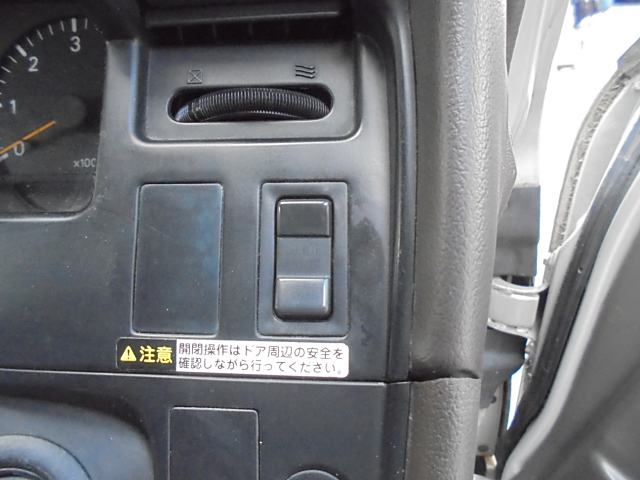 3
2
1
0
x100
注意
開閉操作はドア周辺の安全を
確認しながら行ってください。